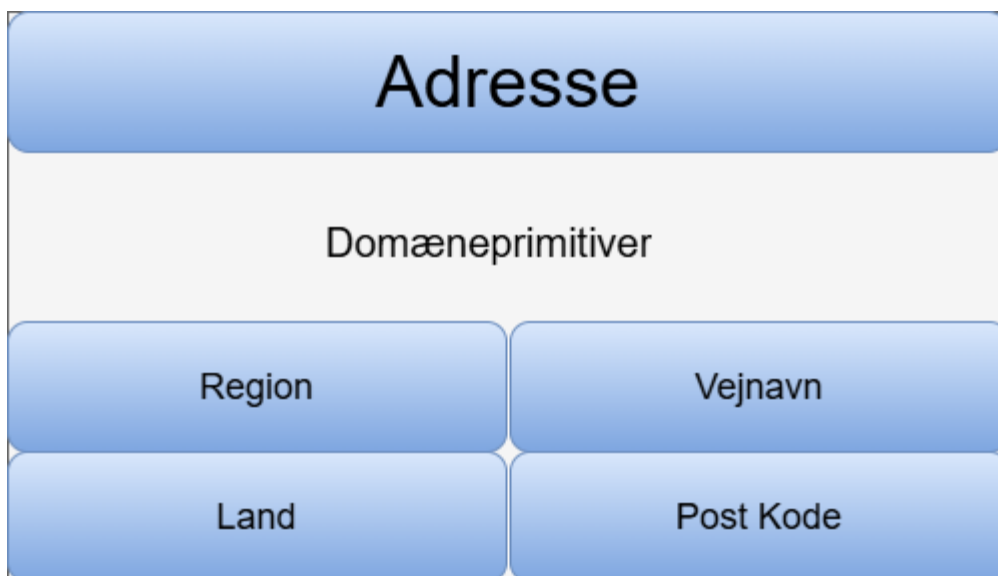 Adresse
Domæneprimitiver
Region
Vejnavn
Land
Post Kode